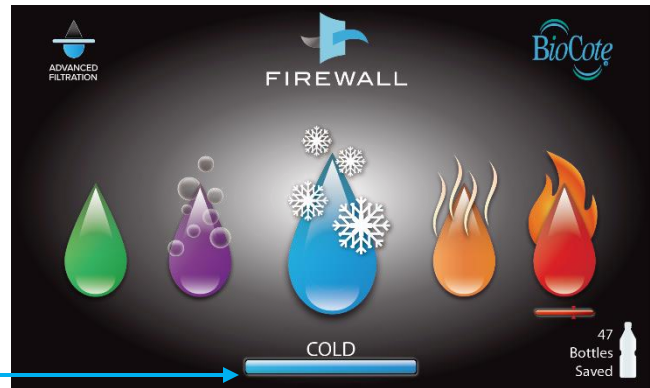 ADVANCED
FILTRATION
FIREWALL
BioCote
COLD
47
Bottles
Saved